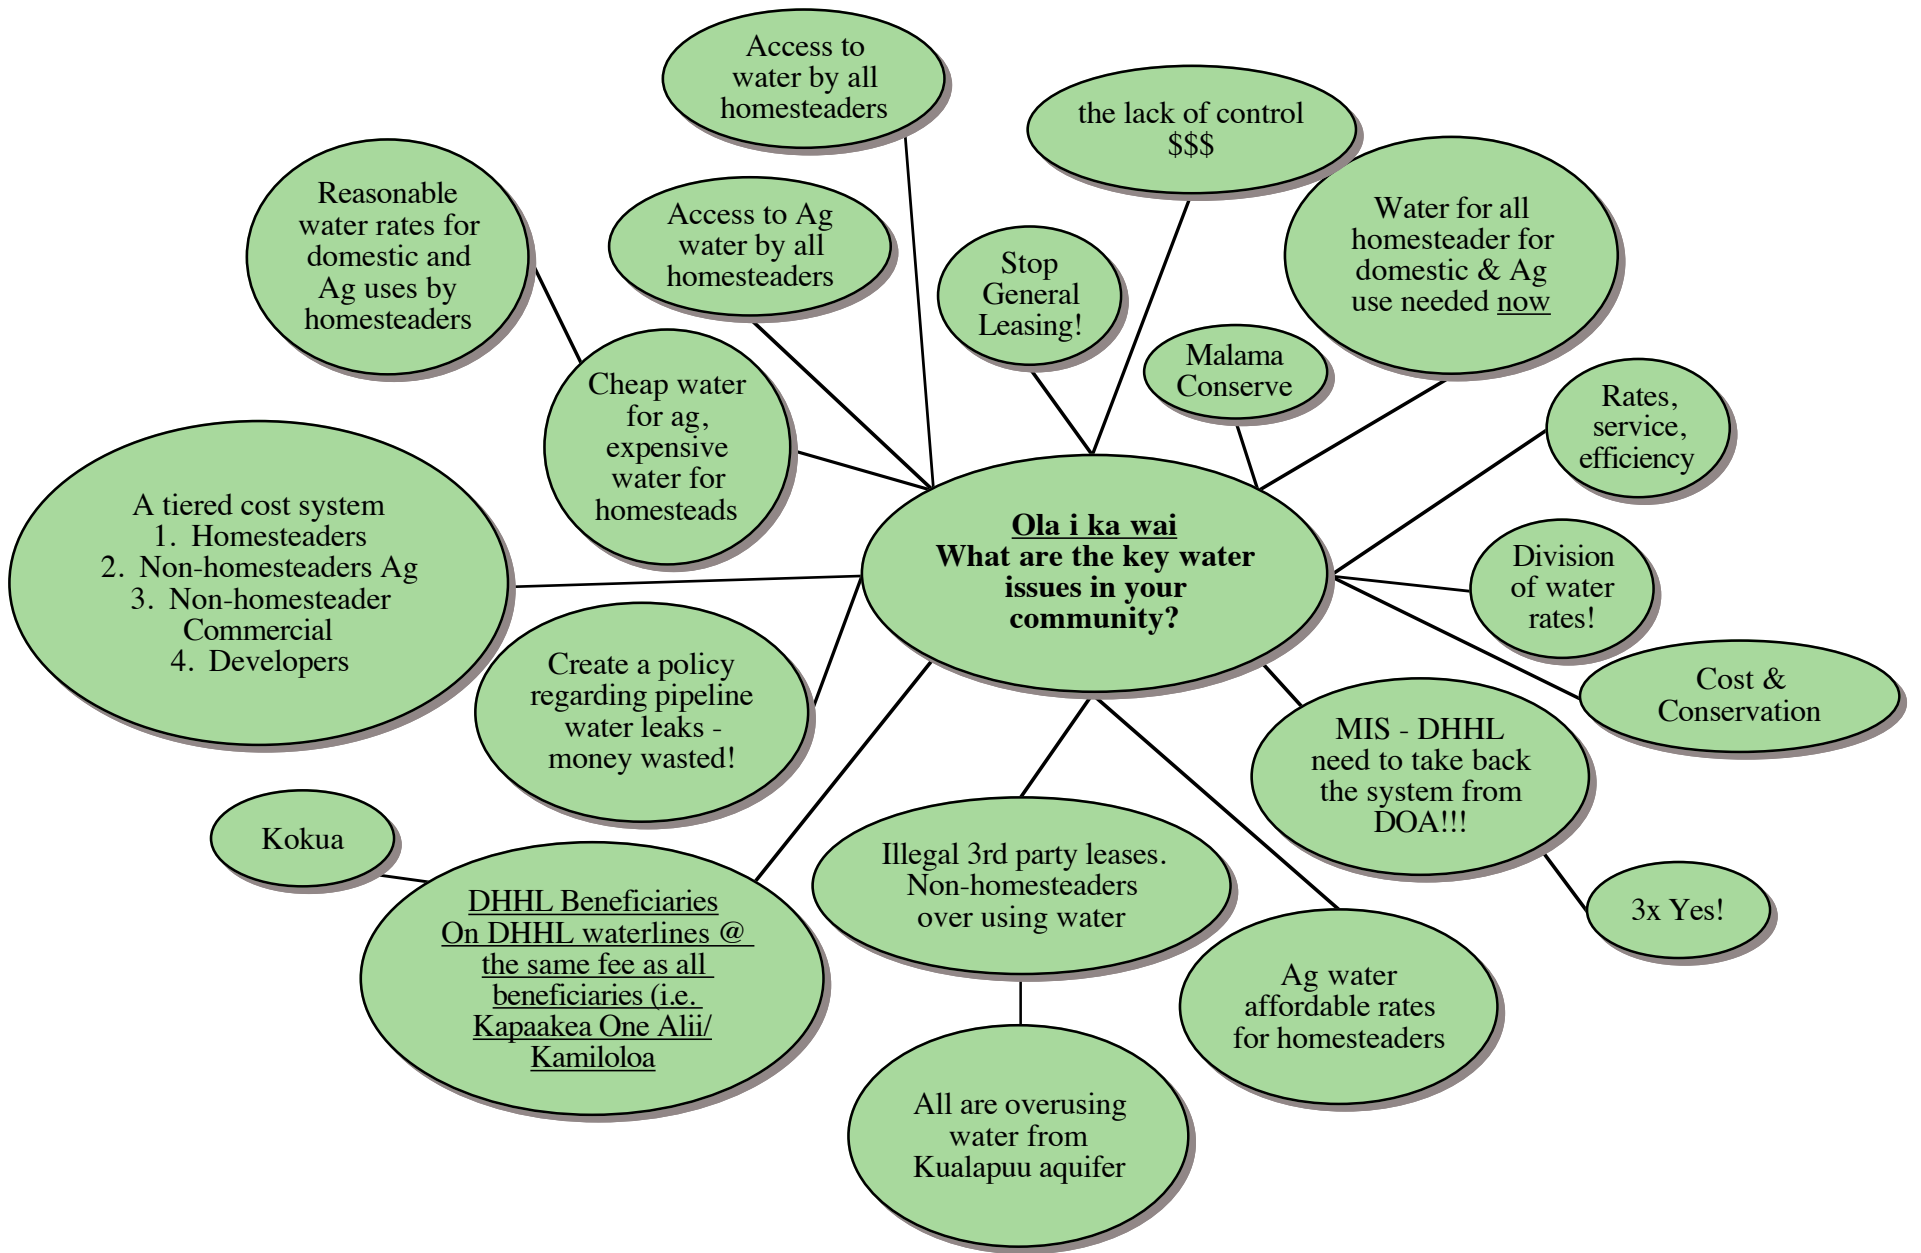 Access to
water by all
homesteaders
the lack of control
$$$
Reasonable
water rates for
domestic and
Ag uses by
homesteaders
Access to Ag
water by all
homesteaders
Stop
General
Leasing!
Water for all
homesteader for
domestic & Ag
use needed now
Malama
Conserve
Cheap water
for ag,
expensive
water for
homesteads
Rates,
service,
efficiency
A tiered cost system
1. Homesteaders
2. Non-homesteaders Ag
3. Non-homesteader
Commercial
4. Developers
Ola i ka wai
What are the key water
issues in your
community?
Division
of water
rates!
Create a policy
regarding pipeline
water leaks -
money wasted!
Cost &
Conservation
MIS - DHHL
need to take back
the system from
DOA!!!
Kokua
DHHL Beneficiaries
On DHHL waterlines @
the same fee as all
beneficiaries (i.e.
Kapaakea One Alii/
Kamiloloa
Illegal 3rd party leases.
Non-homesteaders
over using water
3x Yes!
Ag water
affordable rates
for homesteaders
All are overusing
water from
Kualapuu aquifer